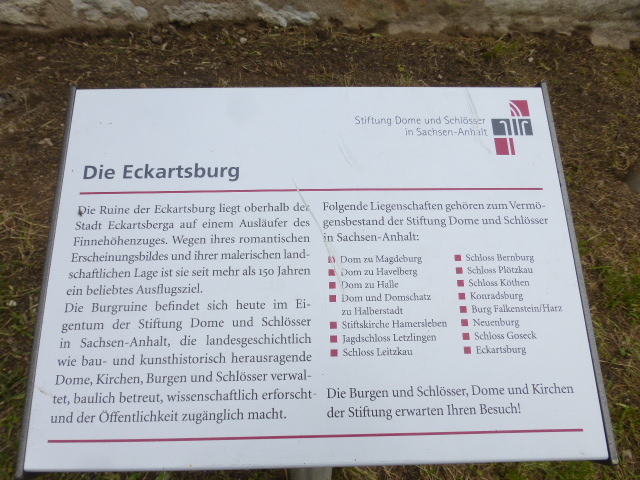 Stiftung Dome und Schlösser
in Sachsen-Anhalt
Die Eckartsburg
Die Ruine der Eckartsburg liegt oberhalb der
Stadt Eckartsberga auf einem Ausläufer des
Finnehöhenzuges. Wegen ihres romantischen
Erscheinungsbildes und ihrer malerischen land-
schaftlichen Lage ist sie seit mehr als 150 Jahren
ein beliebtes Ausflugsziel.
Die Burgruine befindet sich heute im Ei-
gentum der Stiftung Dome und Schlösser
in Sachsen-Anhalt, die landesgeschichtlich
wie bau- und kunsthistorisch herausragende
Dome, Kirchen, Burgen und Schlösser verwal-
tet, baulich betreut, wissenschaftlich erforscht
und der Öffentlichkeit zugänglich macht.
Folgende Liegenschaften gehören zum Vermö-
gensbestand der Stiftung Dome und Schlösser
in Sachsen-Anhalt:
Dom zu Magdeburg
Dom zu Havelberg
Dom zu Halle
Dom und Domschatz
zu Halberstadt
Stiftskirche Hamersleben
Jagdschloss Letzlingen
Schloss Leitzkau
Schloss Bernburg
Schloss Plötzkau
Schloss Köthen
Konradsburg
Burg Falkenstein/Harz
Neuenburg
Schloss Goseck
Eckartsburg
Die Burgen und Schlösser, Dome und Kirchen
der Stiftung erwarten Ihren Besuch!